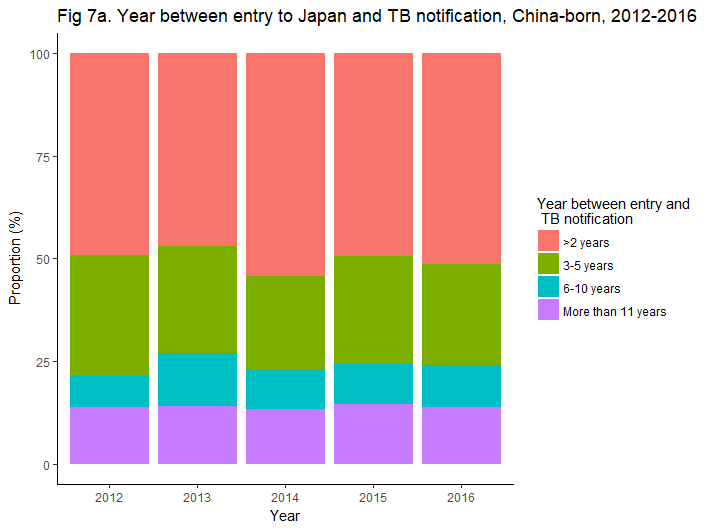 Fig 7a. Year between entry to Japan and TB notification, China-born, 2012-2016
100
75
50
25
0
Proportion (%)
2012 2013 2014 2015 2016
Year
Year between entry and
TB notification
>2 years
3-5 years
6-10 years
More than 11 years